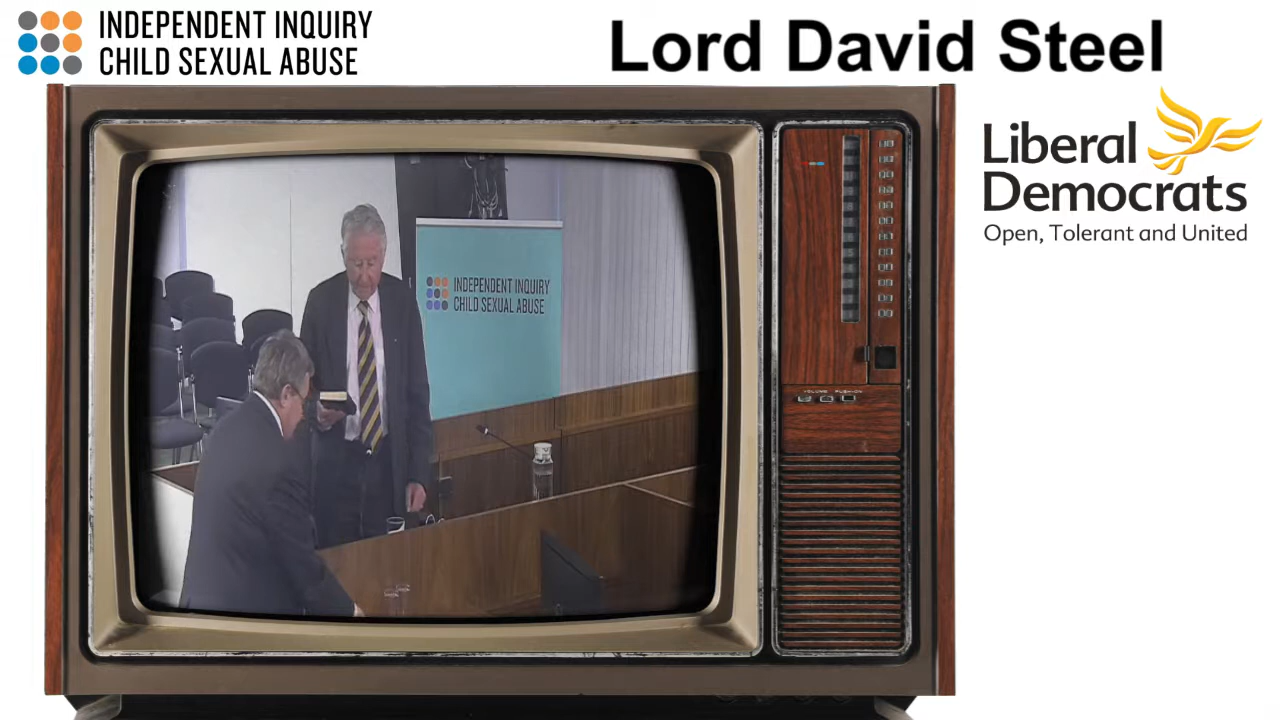 INDEPENDENT INQUIRY
CHILD SEXUAL ABUSE
Lord David Steel
Liberal
Democrats
Open, Tolerant and United
INDEPENDENT INQUIRY
CHILD SEXUAL ABUSE
VOLUME